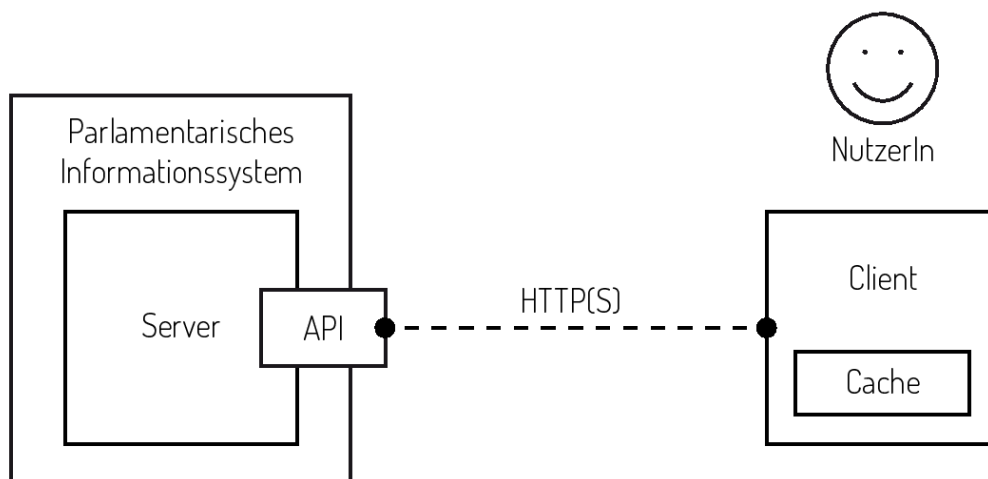 Parlamentarisches
Informationssystem
Server
API
HTTP(S)
NutzerIn
Client
Cache